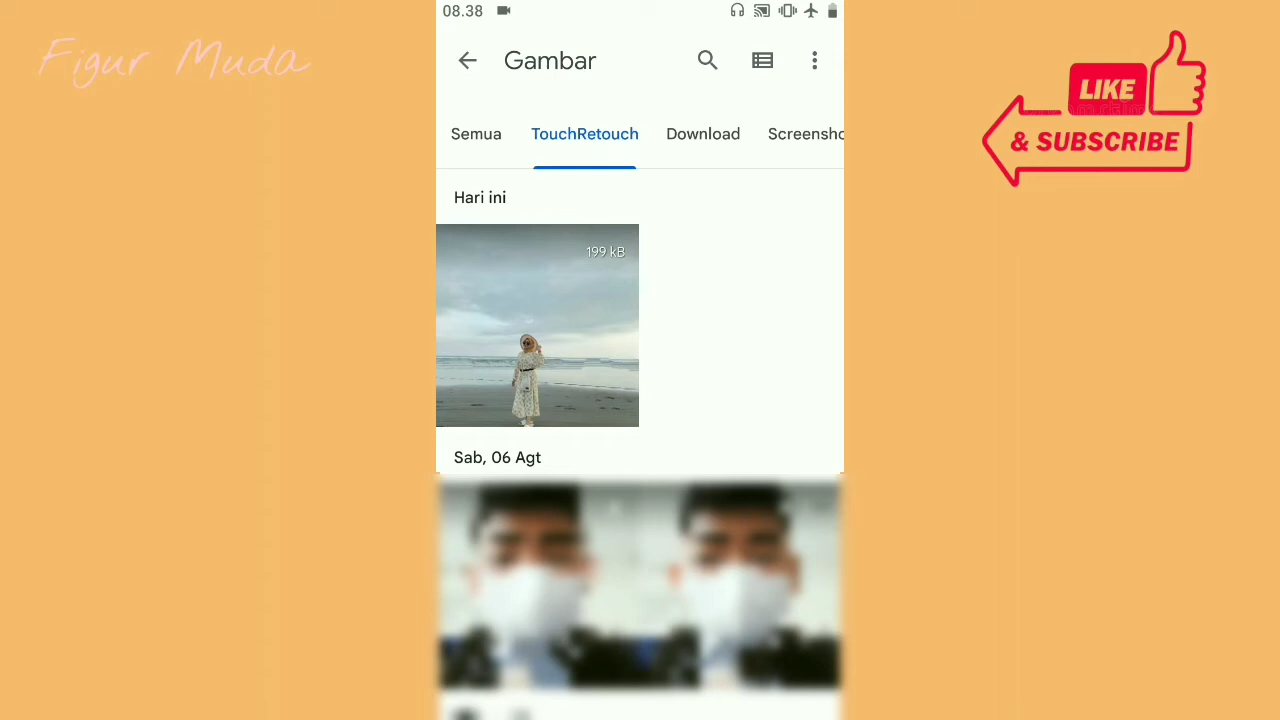 Figur Muda
08.38
Gambar
Semua TouchRetouch Download Screensho
Hari ini
199 kB
Sab, 06 Agt
LIKE
& SUBSCRIBE